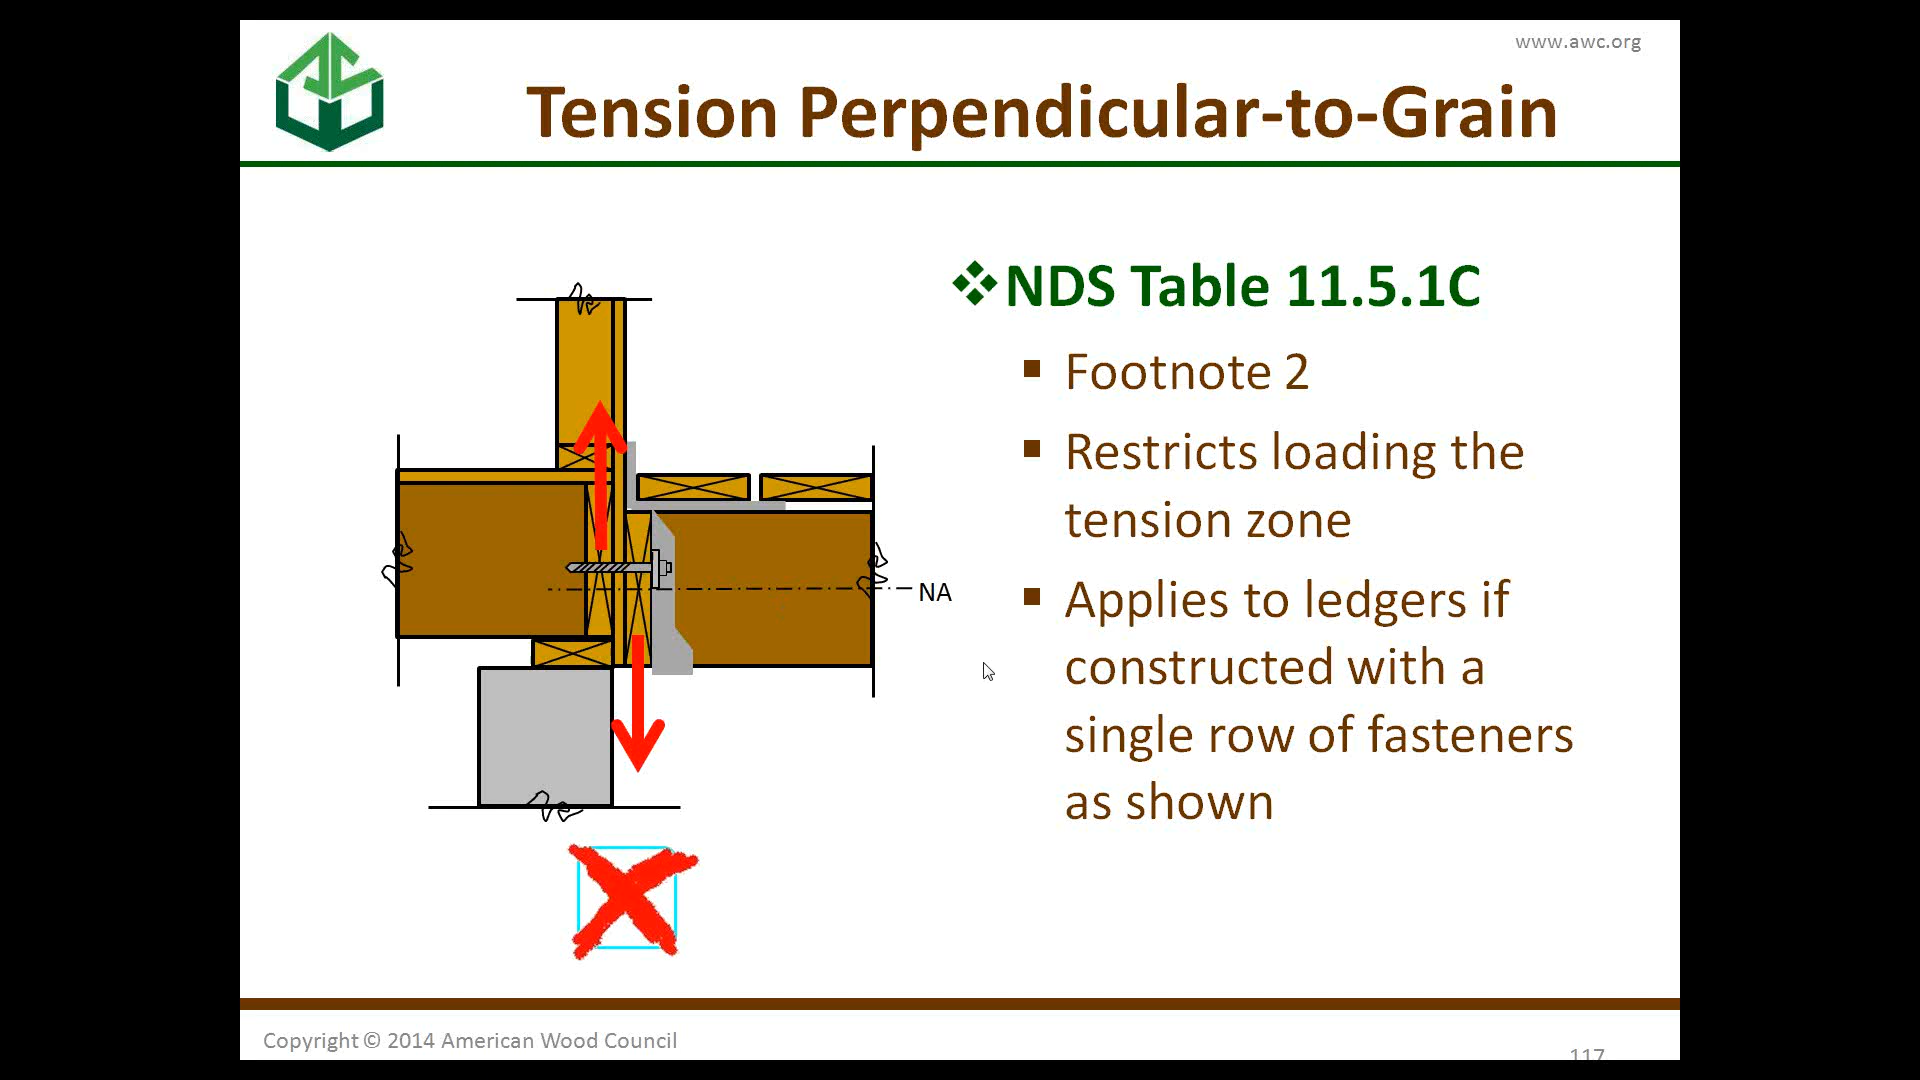 www.awc.org
Tension Perpendicular-to-Grain
❖NDS Table 11.5.1C
▪ Footnote 2
▪ Restricts loading the
tension zone
▪ Applies to ledgers if
constructed with a
single row of fasteners
as shown
NA
Copyright © 2014 American Wood Council
117